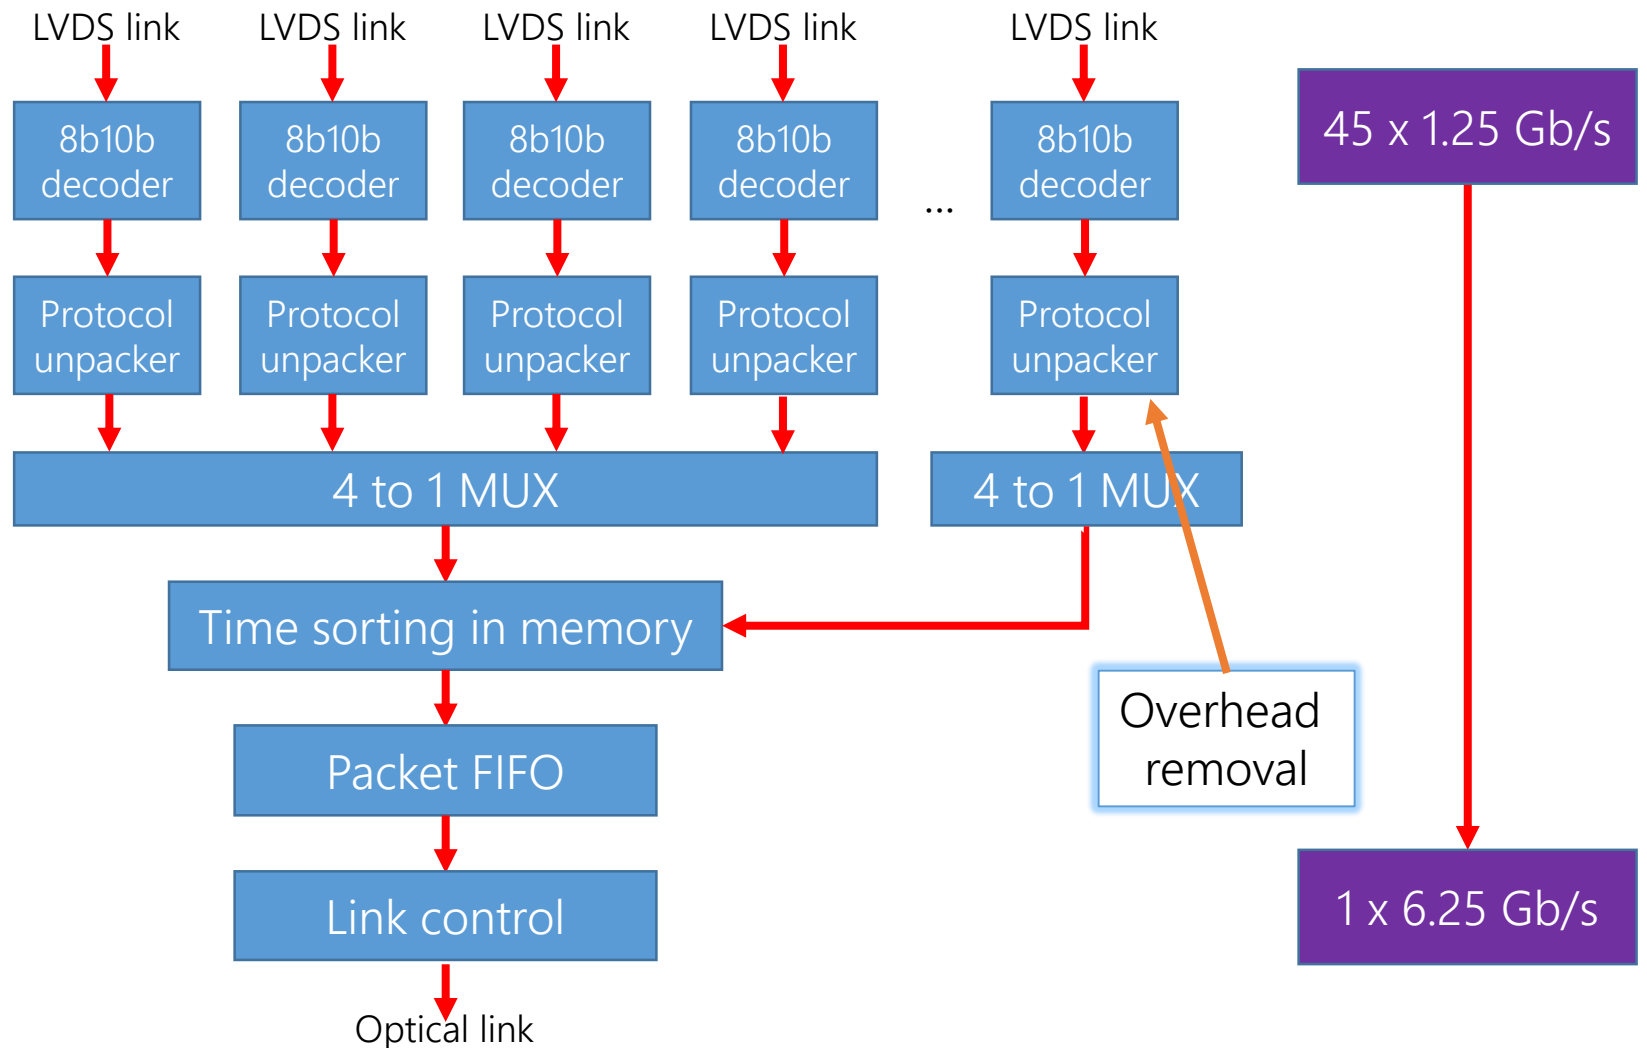 LVDS link
LVDS link
LVDS link
LVDS link
LVDS link
8b10b
decoder
8b10b
decoder
8b10b
decoder
8b10b
decoder
...
8b10b
decoder
45 x 1.25 Gb/s
Protocol
unpacker
Protocol
unpacker
Protocol
unpacker
Protocol
unpacker
Protocol
unpacker
4 to 1 MUX
4 to 1 MUX
Time sorting in memory
Overhead
removal
Packet FIFO
Link control
1 x 6.25 Gb/s
Optical link